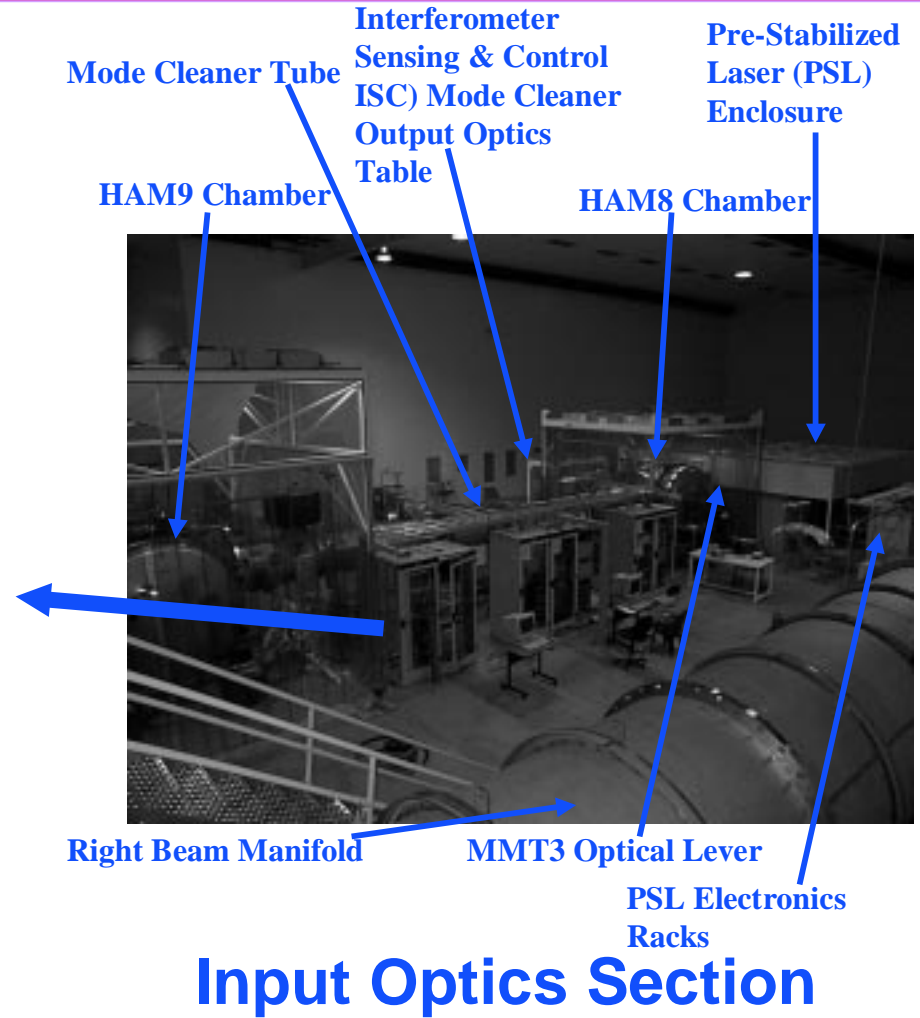 Interferometer
Sensing & Control
ISC) Mode Cleaner
Output Optics
Table
Pre-Stabilized
Laser (PSL)
Enclosure
Mode Cleaner Tube
HAM9 Chamber
HAM8 Chamber
Right Beam Manifold
MMT3 Optical Lever
PSL Electronics
Racks
Input Optics Section